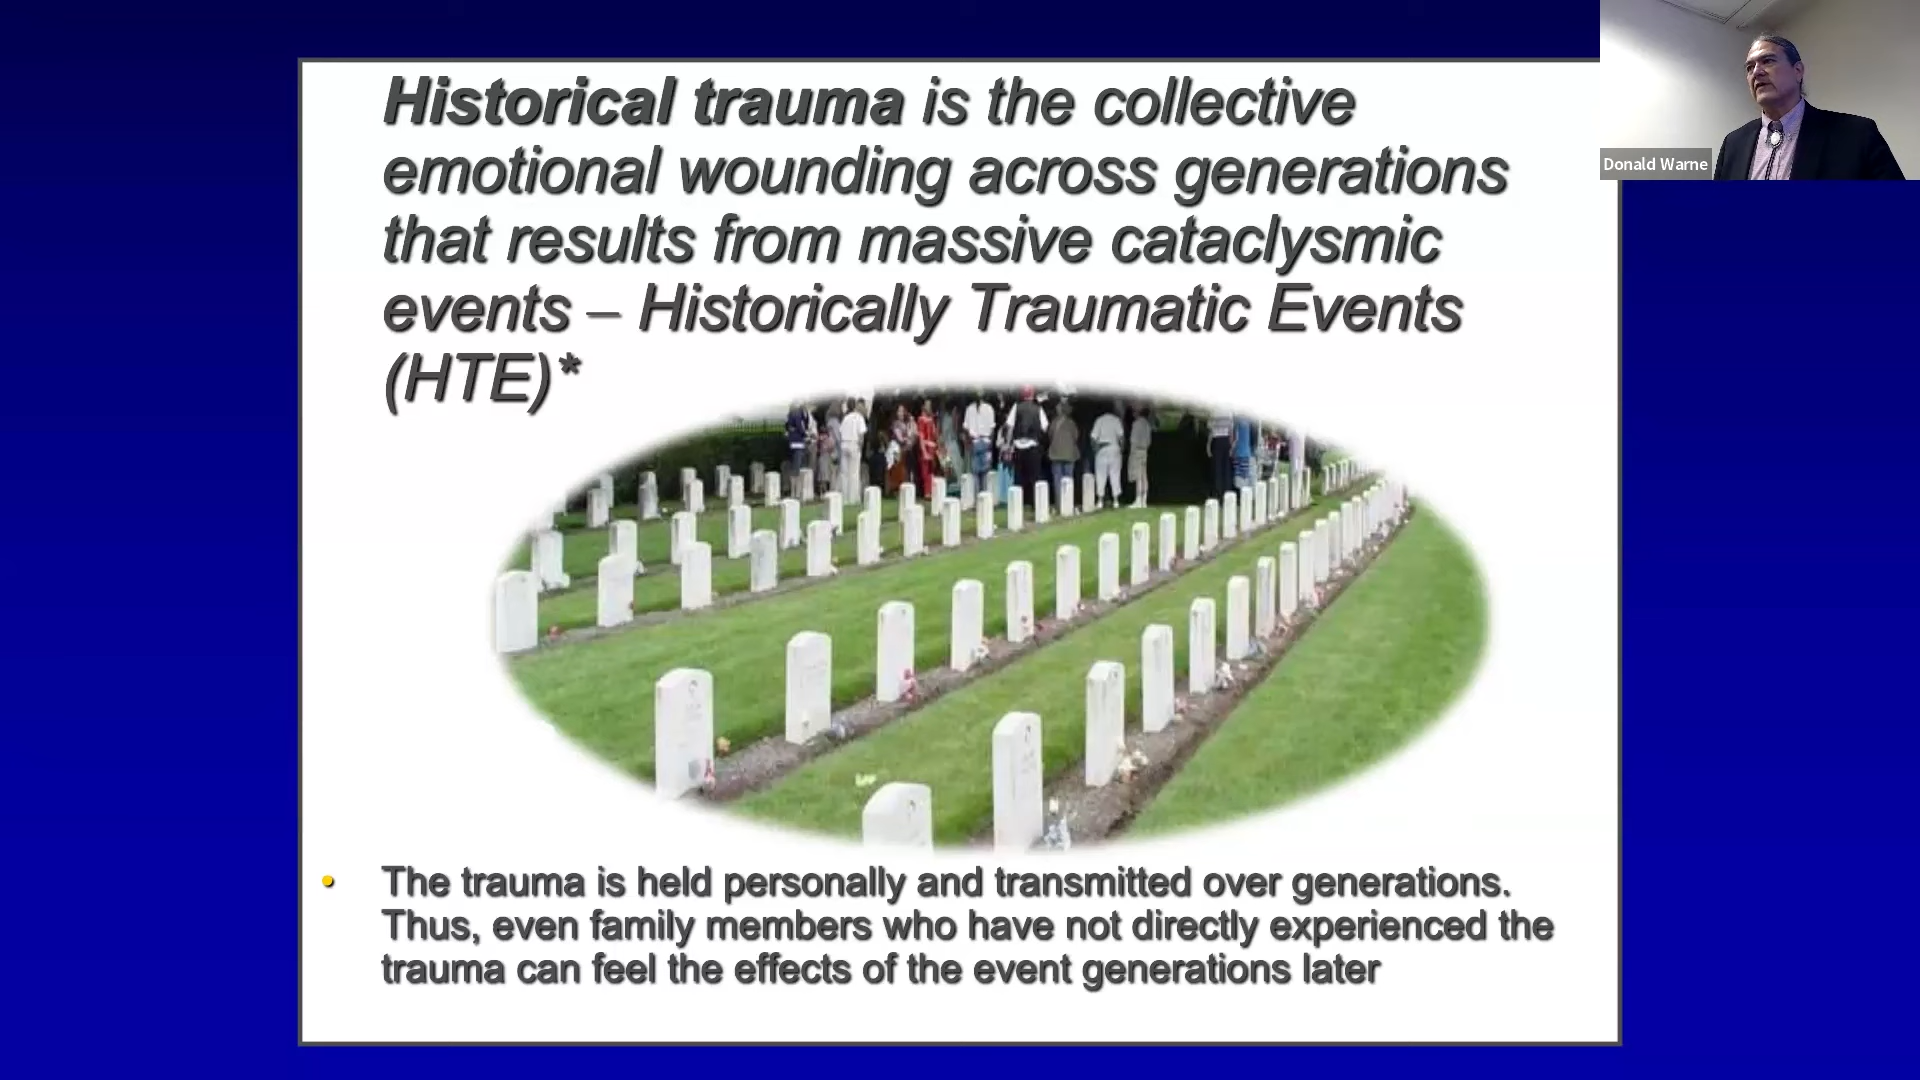 Historical trauma is the collective
emotional wounding across generations
that results from massive cataclysmic
events – Historically Traumatic Events
(HTE)*
Donald Warne
• The trauma is held personally and transmitted over generations.
Thus, even family members who have not directly experienced the
trauma can feel the effects of the event generations later